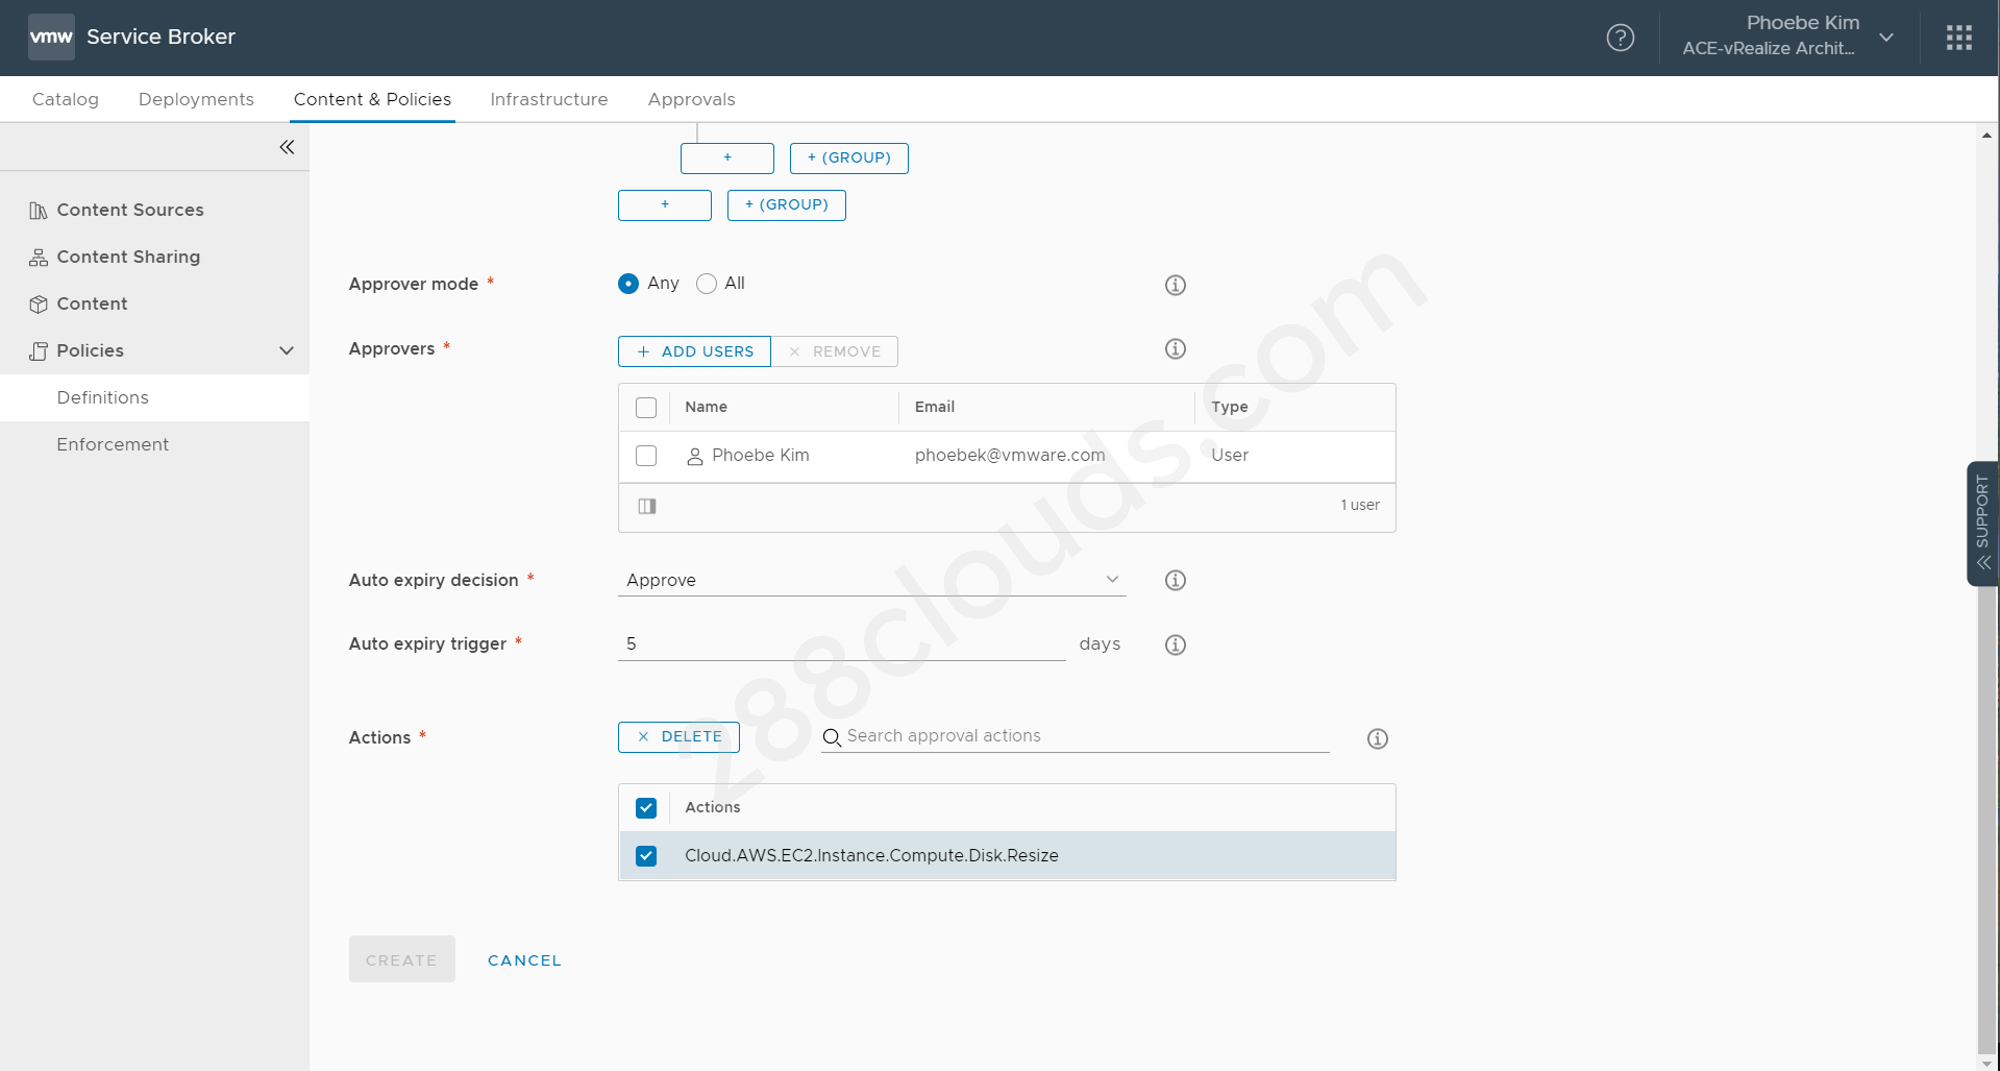 vmw Service Broker
Phoebe Kim
ACE-vRealize Archit...
Catalog Deployments Content & Policies Infrastructure Approvals
Content Sources
Content Sharing
Content
Policies
Definitions
Enforcement
+ + (GROUP)
+ + (GROUP)
Approver mode * Any All
Approvers * + ADD USERS × REMOVE
Name Email Type
Phoebe Kim phoebek@vmware.com User
1 user
Auto expiry decision * Approve
Auto expiry trigger * 5 days
Actions * × DELETE Search approval actions
Actions
Cloud.AWS.EC2.Instance.Compute.Disk.Resize
CREATE CANCEL
SUPPORT
288clouds.com